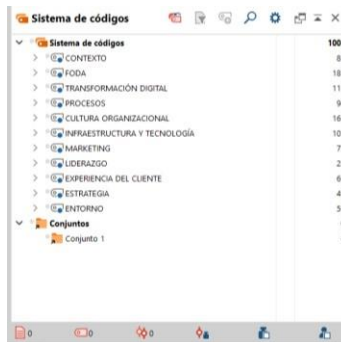 Sistema de códigos
Sistema de códigos 100
CONTEXTO 8
FODA 18
TRANSFORMACIÓN DIGITAL 11
PROCESOS 9
CULTURA ORGANIZACIONAL 16
INFRAESTRUCTURA Y TECNOLOGÍA 10
MARKETING 7
LIDERAZGO 2
EXPERIENCIA DEL CLIENTE 6
ESTRATEGIA 4
ENTORNO 5
Conjuntos
Conjunto 1
0 0 0